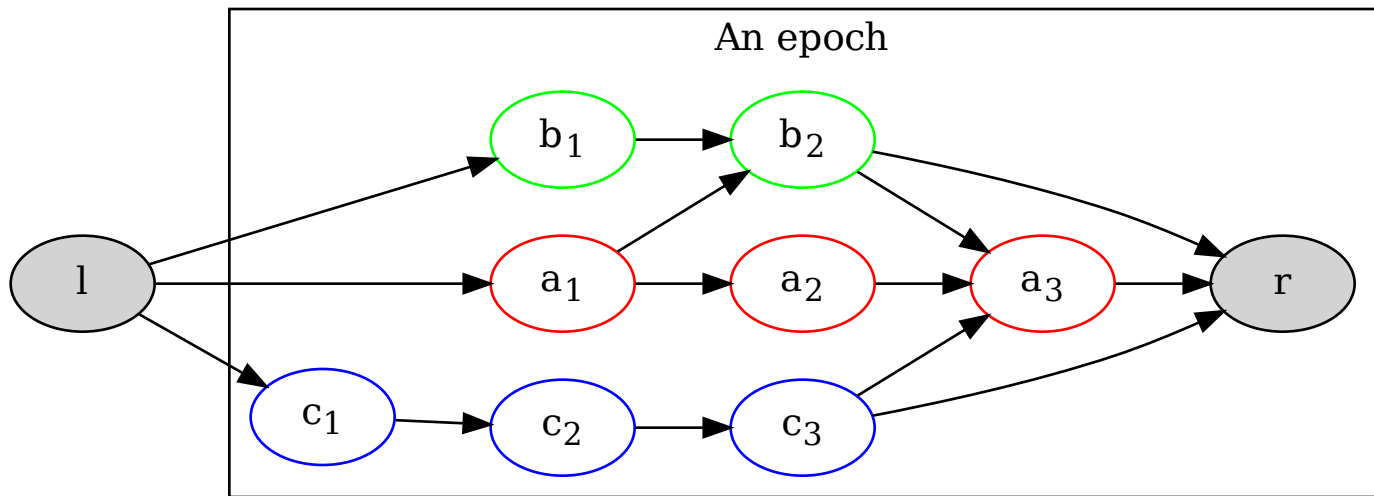 An epoch
b₁
b₂
l
a₁
a₂
a₃
r
c₁
c₂
c₃